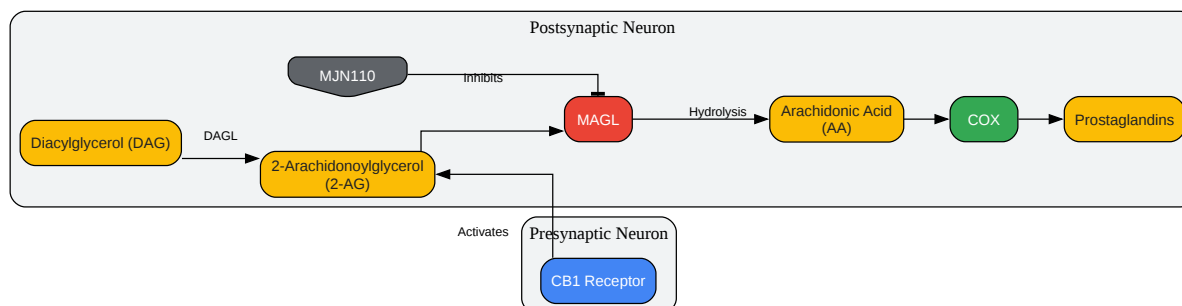 Postsynaptic Neuron
MJN110
Inhibits
MAGL
Hydrolysis
Arachidonic Acid
(AA)
COX
Prostaglandins
Diacylglycerol (DAG)
DAGL
2-Arachidonoylglycerol
(2-AG)
Activates
Presynaptic Neuron
CB1 Receptor